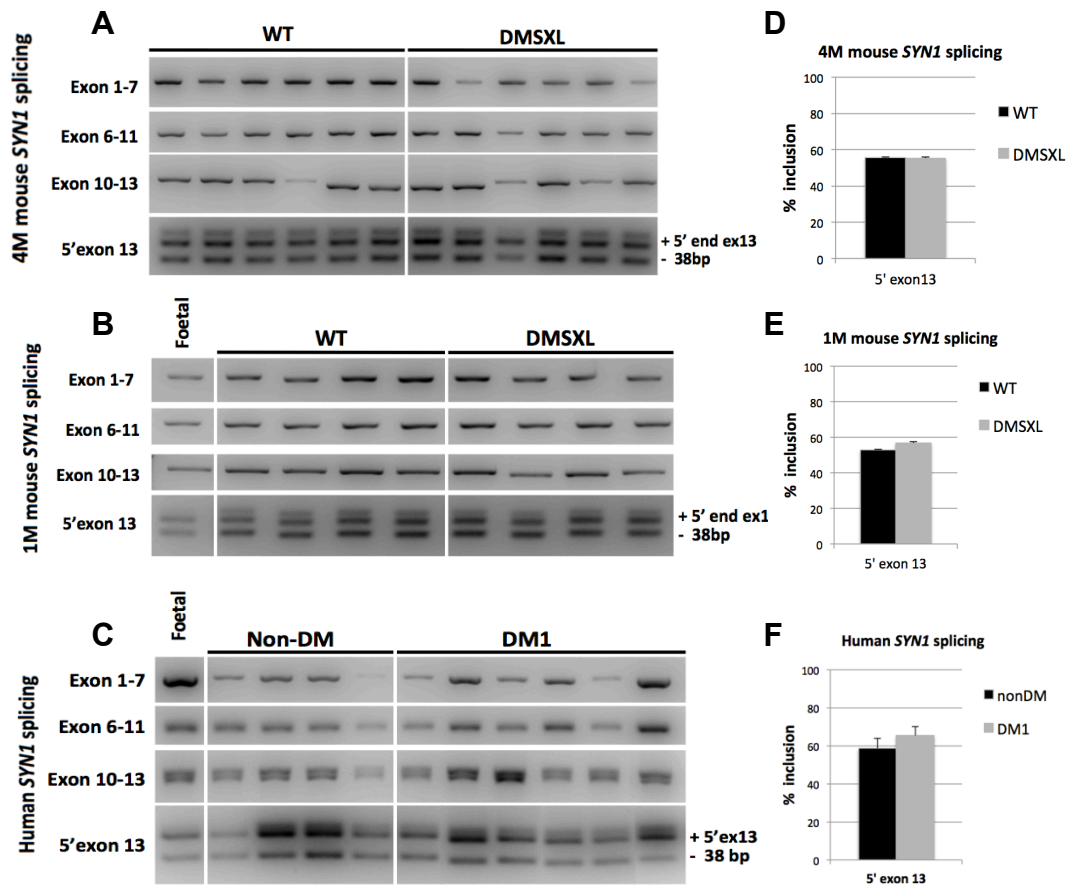 A
4M mouse SYN1 splicing
WT
DMSXL
Exon 1-7
Exon 6-11
Exon 10-13
5'exon 13
+ 5' end ex13
- 38bp
D
4M mouse SYN1 splicing
% inclusion
100
80
60
40
20
0
5' exon13
WT
DMSXL
B
1M mouse SYN1 splicing
Foetal
WT
DMSXL
Exon 1-7
Exon 6-11
Exon 10-13
5'exon 13
+ 5' end ex1
- 38bp
E
1M mouse SYN1 splicing
% inclusion
100
80
60
40
20
0
5' exon 13
WT
DMSXL
C
Human SYN1 splicing
Foetal
Non-DM
DM1
Exon 1-7
Exon 6-11
Exon 10-13
5'exon 13
+ 5'ex13
- 38 bp
F
Human SYN1 splicing
% inclusion
100
80
60
40
20
0
5' exon 13
nonDM
DM1